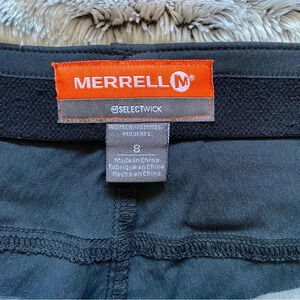 MERRELL M®
M SELECTWICK
WOMEN/FEMMES/
MUJERES
8
Made in China
Fabriqué en Chine
Hecho en China